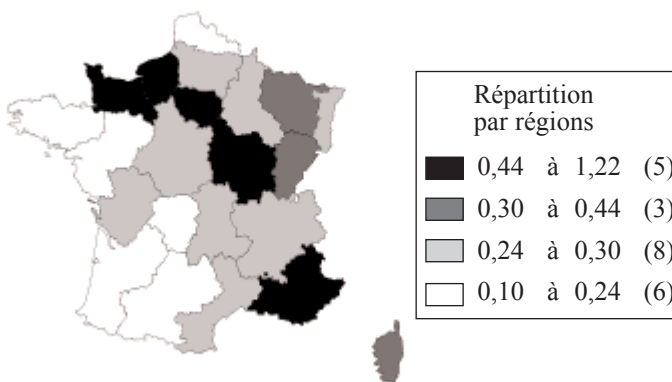 Répartition
par régions
0,44 à 1,22 (5)
0,30 à 0,44 (3)
0,24 à 0,30 (8)
0,10 à 0,24 (6)